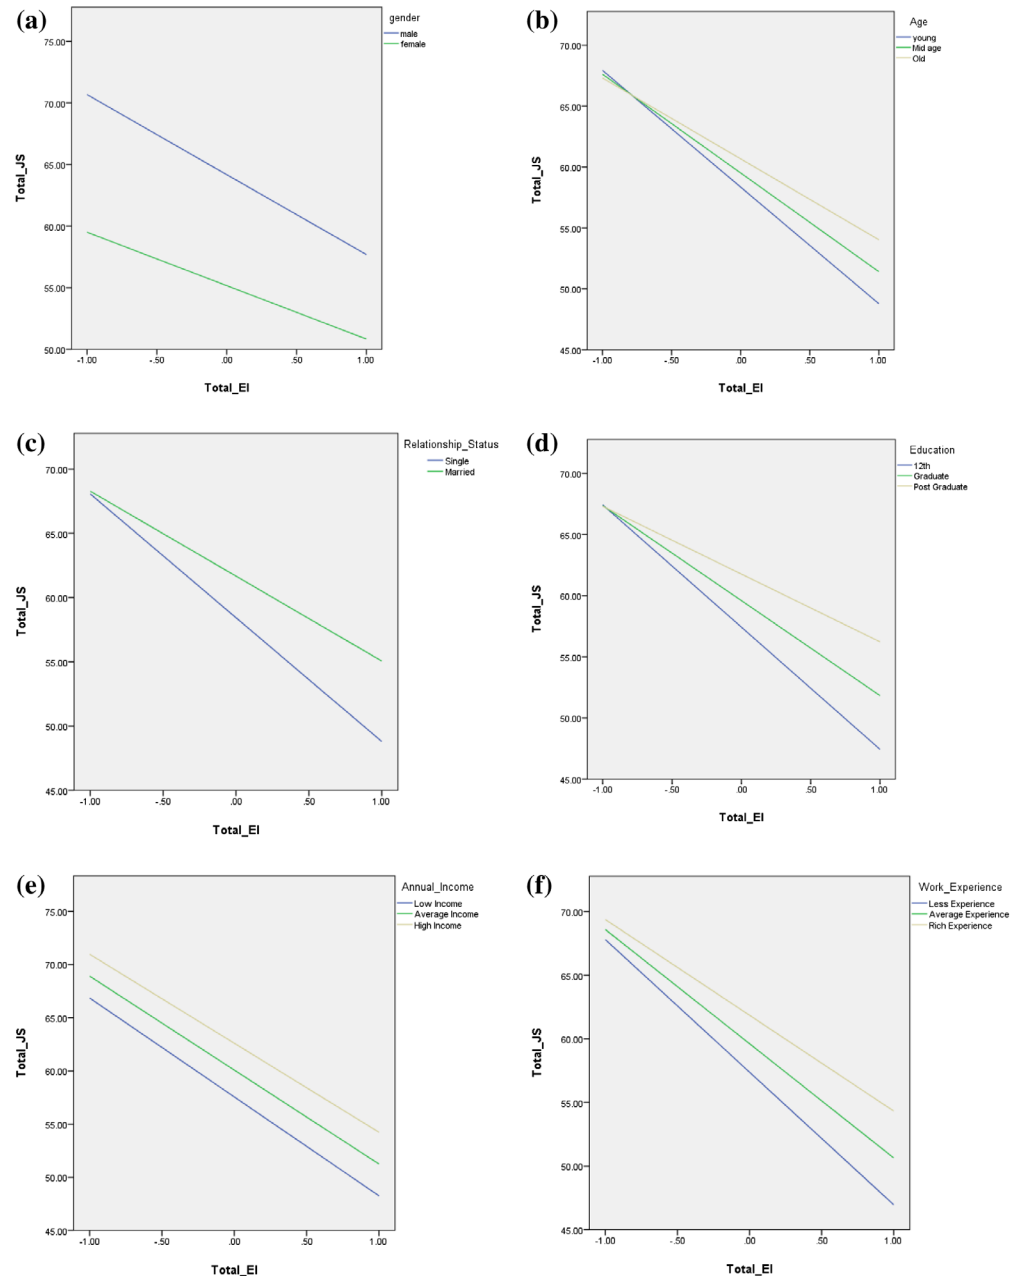 (a)
gender
male
female
75.00
70.00
65.00
60.00
55.00
50.00
Total_JS
-1.00 -.50 .00 .50 1.00
Total_EI
(b)
Age
young
Mid age
Old
70.00
65.00
60.00
55.00
50.00
45.00
Total_JS
-1.00 -.50 .00 .50 1.00
Total_EI
(c)
Relationship_Status
Single
Married
70.00
65.00
60.00
55.00
50.00
45.00
Total_JS
-1.00 -.50 .00 .50 1.00
Total_EI
(d)
Education
12th
Graduate
Post Graduate
70.00
65.00
60.00
55.00
50.00
45.00
Total_JS
-1.00 -.50 .00 .50 1.00
Total_EI
(e)
Annual_Income
Low Income
Average Income
High Income
75.00
70.00
65.00
60.00
55.00
50.00
45.00
Total_JS
-1.00 -.50 .00 .50 1.00
Total_EI
(f)
Work_Experience
Less Experience
Average Experience
Rich Experience
70.00
65.00
60.00
55.00
50.00
45.00
Total_JS
-1.00 -.50 .00 .50 1.00
Total_EI